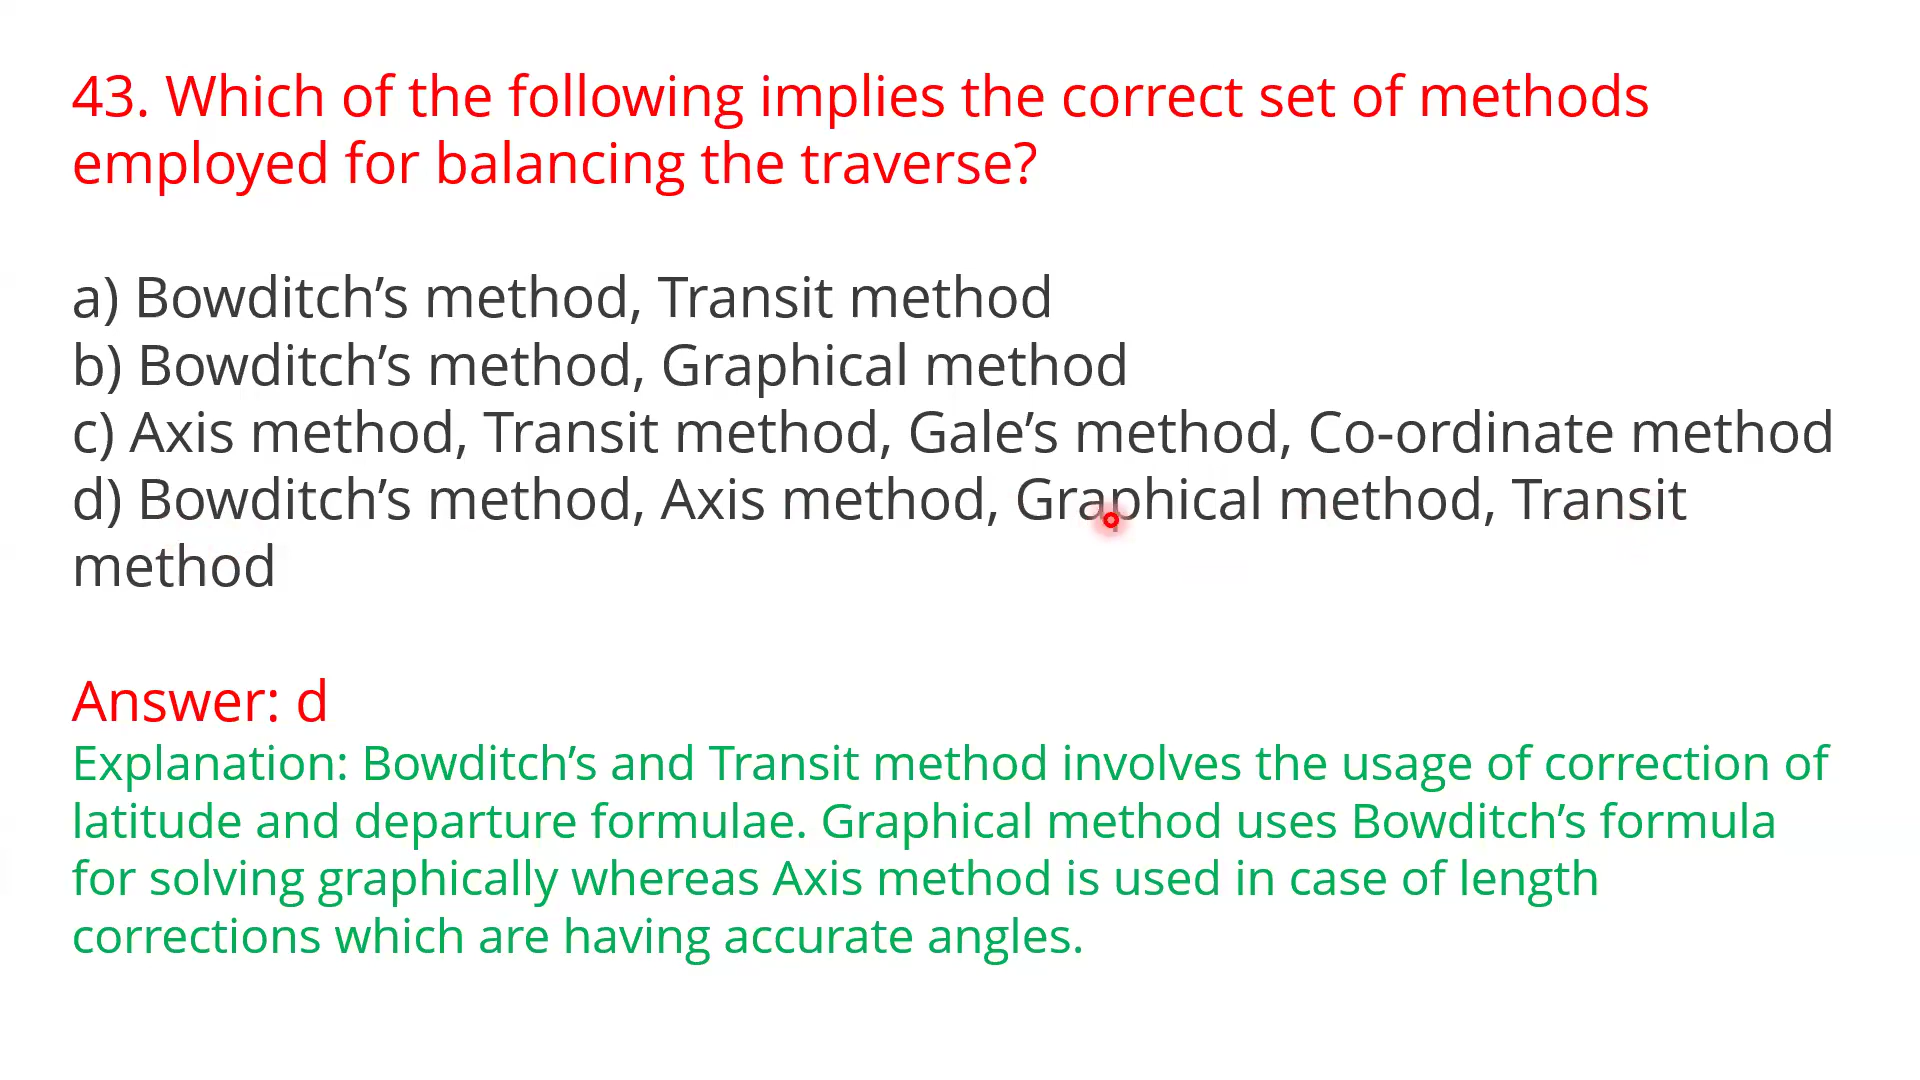 43. Which of the following implies the correct set of methods
employed for balancing the traverse?
a) Bowditch’s method, Transit method
b) Bowditch’s method, Graphical method
c) Axis method, Transit method, Gale’s method, Co-ordinate method
d) Bowditch’s method, Axis method, Graphical method, Transit
method
Answer: d
Explanation: Bowditch’s and Transit method involves the usage of correction of
latitude and departure formulae. Graphical method uses Bowditch’s formula
for solving graphically whereas Axis method is used in case of length
corrections which are having accurate angles.